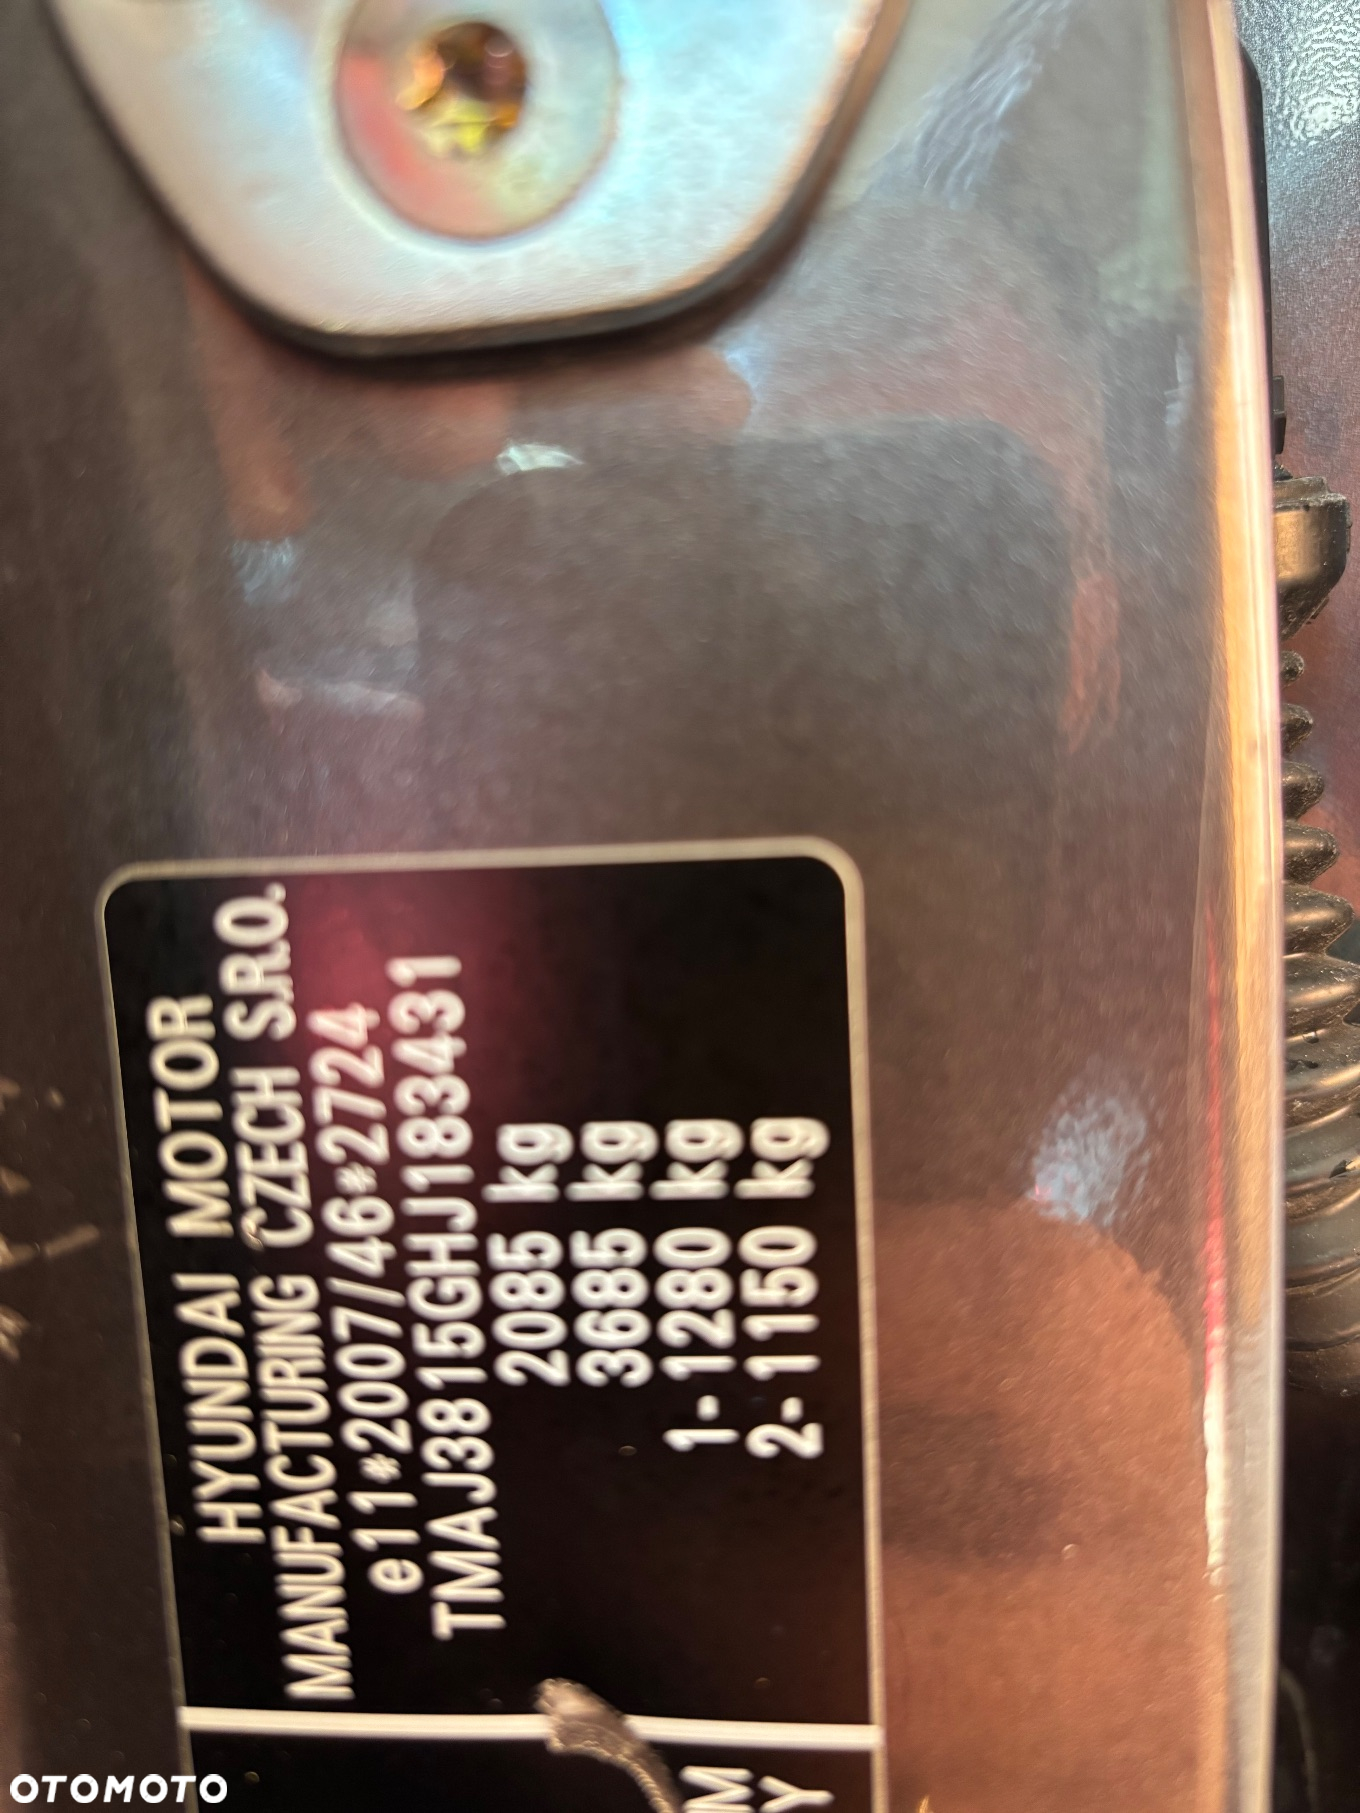 HYUNDAI MOTOR
MANUFACTURING CZECH S.R.O.
e11*2007/46*2724
TMAJ3815GHJ183431
2085 kg
3685 kg
1-1280 kg
2-1150 kg
OTOMOTO